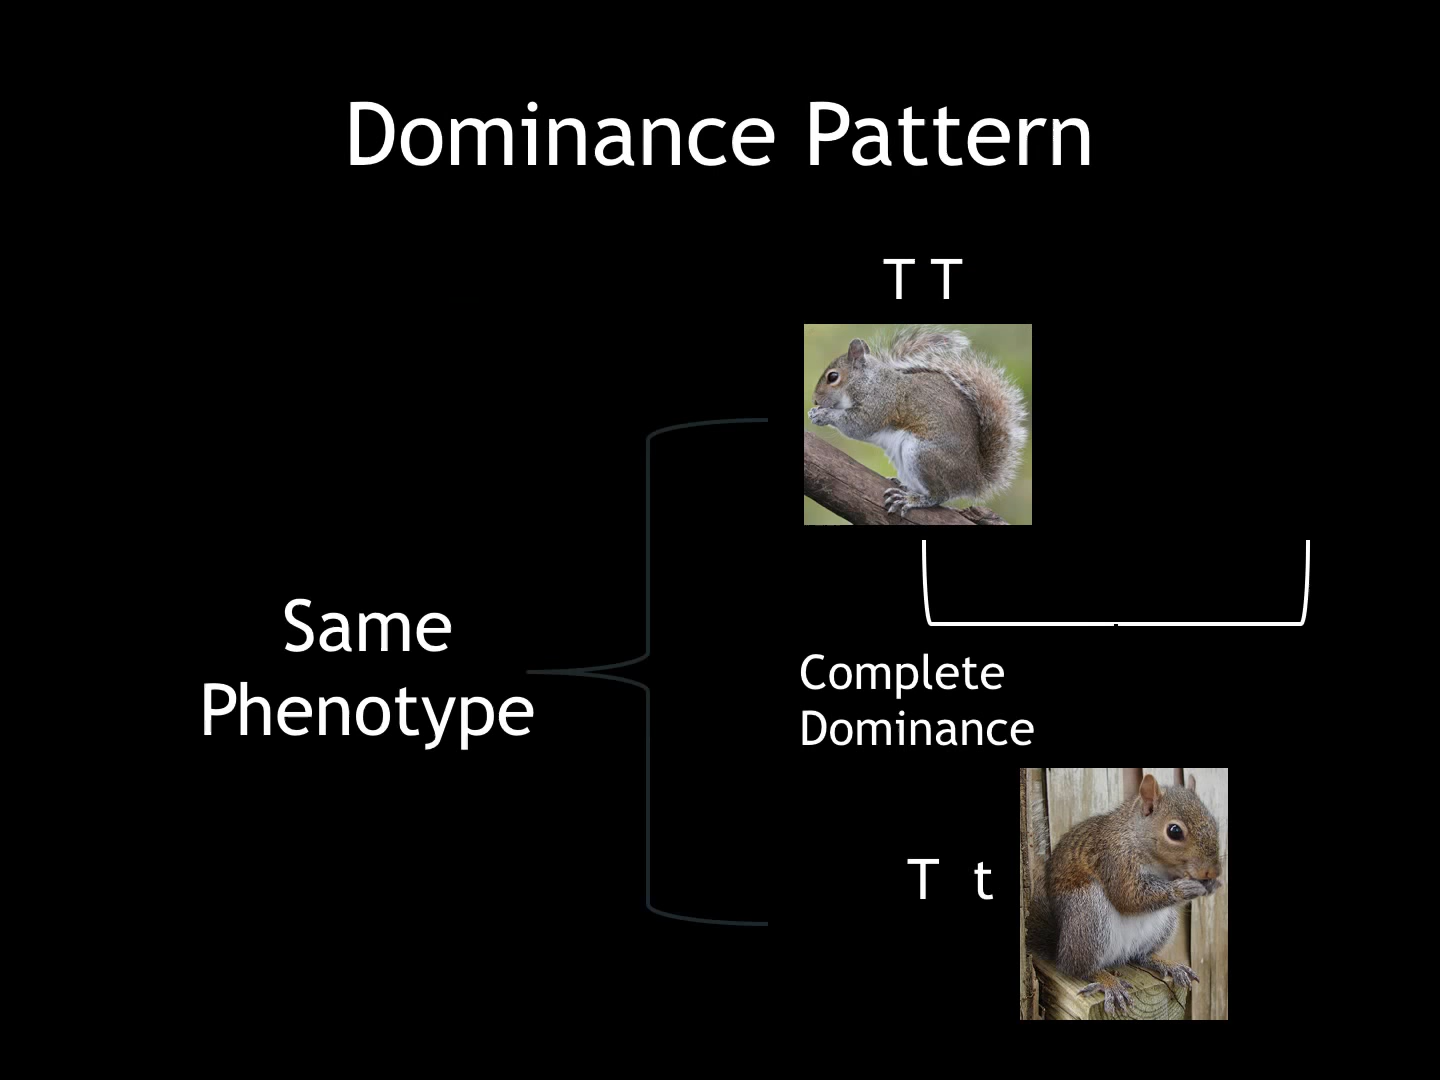 Dominance Pattern
T T
Same
Phenotype
Complete
Dominance
T t